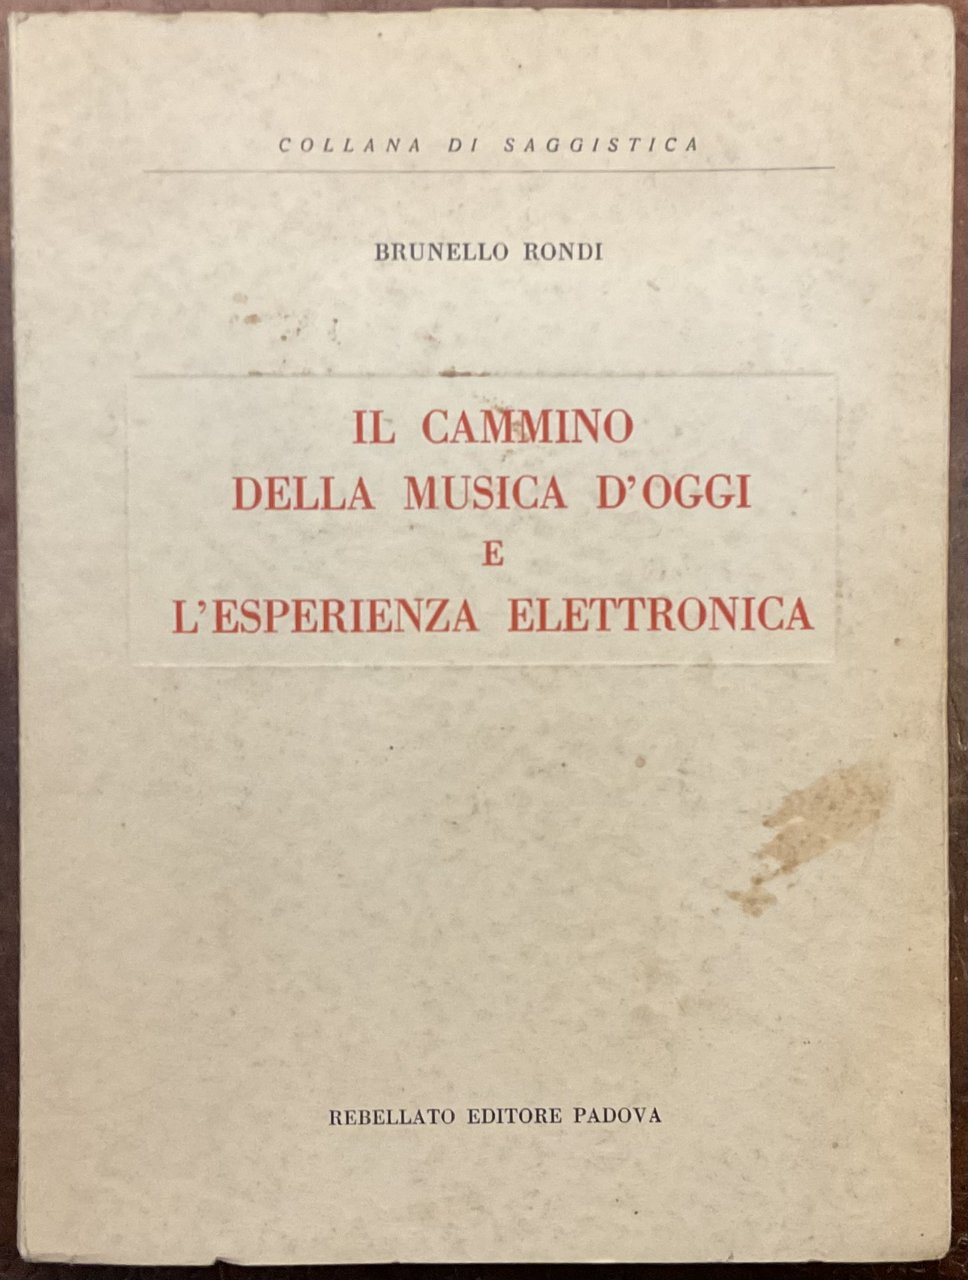 COLLANA DI SAGGISTICA
BRUNELLO RONDI
IL CAMMINO
DELLA MUSICA D'OGGI
E
L'ESPERIENZA ELETTRONICA
REBELLATO EDITORE PADOVA